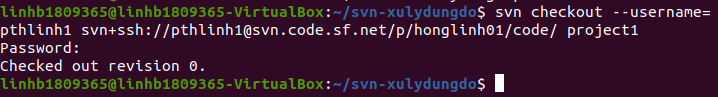 linhb1809365@linhb1809365-VirtualBox:~/svn-xulydungdo$ svn checkout --username=
pthlinh1 svn+ssh://pthlinh1@svn.code.sf.net/p/honglinh01/code/ project1
Password:
Checked out revision 0.
linhb1809365@linhb1809365-VirtualBox:~/svn-xulydungdo$